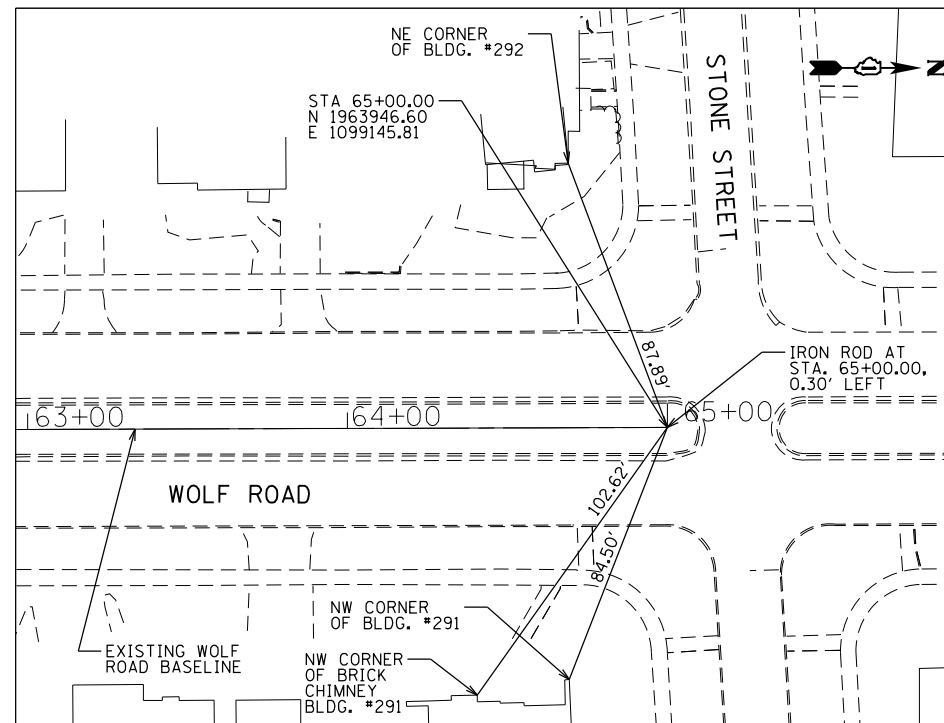 NE CORNER
OF BLDG. #292
STA 65+00.00
N 1963946.60
E 1099145.81
STONE STREET
N
87.89'
IRON ROD AT
STA. 65+00.00,
0.30' LEFT
63+00
64+00
65+00
WOLF ROAD
102.62'
84.50'
EXISTING WOLF
ROAD BASELINE
NW CORNER
OF BLDG. #291
NW CORNER
OF BRICK
CHIMNEY
BLDG. #291